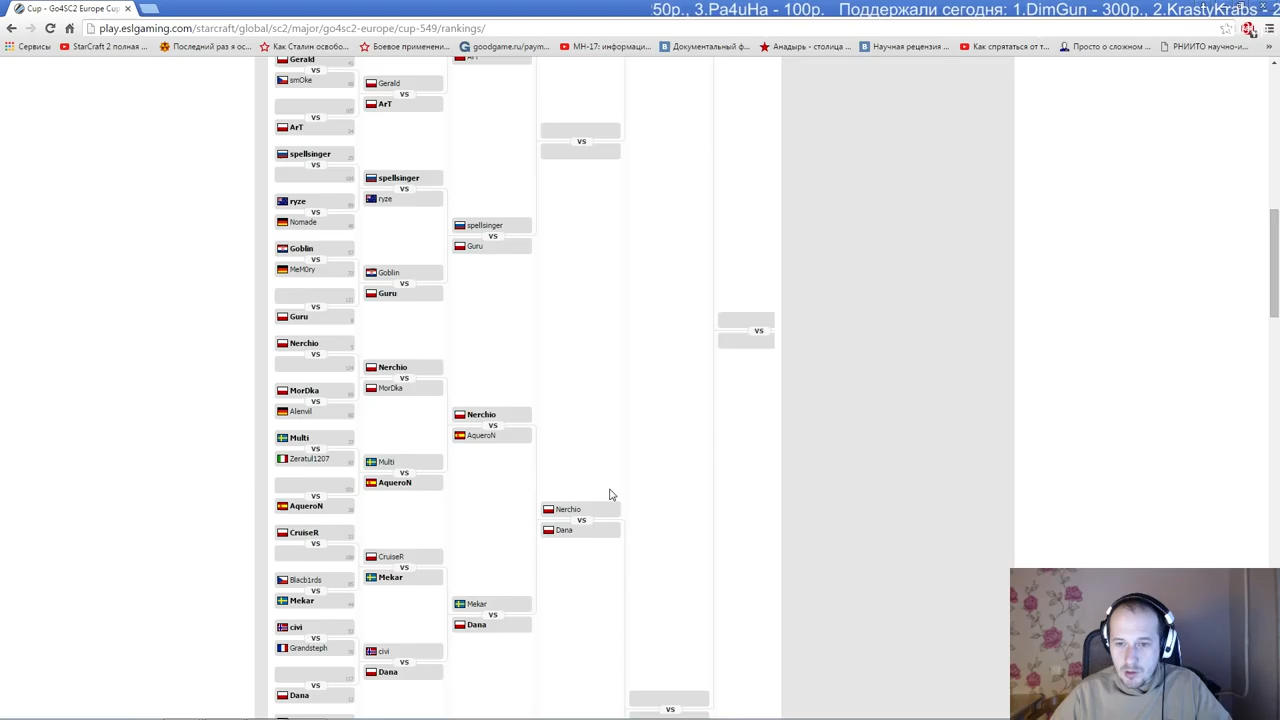 Cup - Go4SC2 Europe Cup
50р., 3.Pa4uHa - 100р.    Поддержали сегодня: 1.DimGun - 300р., 2.KrastyKrabs - 2
play.eslgaming.com/starcraft/global/sc2/major/go4sc2-europe/cup-549/rankings/
Сервисы StarCraft 2 полная ... Последний раз я ос Как Сталин освобо... Боевое применени... goodgame.ru/paym... МН-17: информаци... Документальный ф Анадырь - столица ... Научная рецензия Как спрятаться от т Просто о сложном РНИИТО научно-и...
Gerald
VS
smOke
VS
ArT
spellsinger
VS
ryze
VS
Nomade
Goblin
VS
MeM0ry
VS
Guru
Nerchio
VS
MorDka
VS
Alenvil
Multi
VS
Zeratul1207
VS
AqueroN
CruiseR
VS
Blacb1rds
VS
Mekar
civi
VS
Grandsteph
VS
Dana
Gerald
VS
ArT
spellsinger
VS
ryze
Goblin
VS
Guru
Nerchio
VS
MorDka
Multi
VS
AqueroN
CruiseR
VS
Mekar
civi
VS
Dana
ArT
spellsinger
VS
Guru
Nerchio
VS
AqueroN
Mekar
VS
Dana
VS
Nerchio
VS
Dana
VS
VS